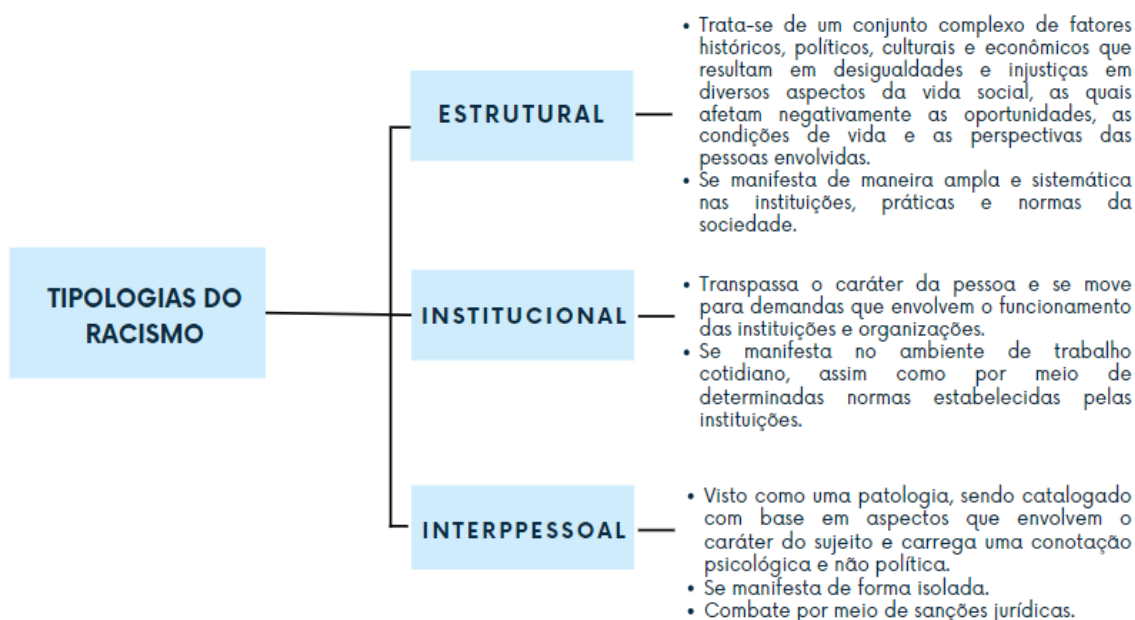 TIPOLOGIAS DO
RACISMO
ESTRUTURAL
• Trata-se de um conjunto complexo de fatores
históricos, políticos, culturais e econômicos que
resultam em desigualdades e injustiças em
diversos aspectos da vida social, as quais
afetam negativamente as oportunidades, as
condições de vida e as perspectivas das
pessoas envolvidas.
• Se manifesta de maneira ampla e sistemática
nas instituições, práticas e normas da
sociedade.
INSTITUCIONAL
• Transpassa o caráter da pessoa e se move
para demandas que envolvem o funcionamento
das instituições e organizações.
• Se manifesta no ambiente de trabalho
cotidiano, assim como por meio de
determinadas normas estabelecidas pelas
instituições.
INTERPPESSOAL
• Visto como uma patologia, sendo catalogado
com base em aspectos que envolvem o
caráter do sujeito e carrega uma conotação
psicológica e não política.
• Se manifesta de forma isolada.
• Combate por meio de sanções jurídicas.